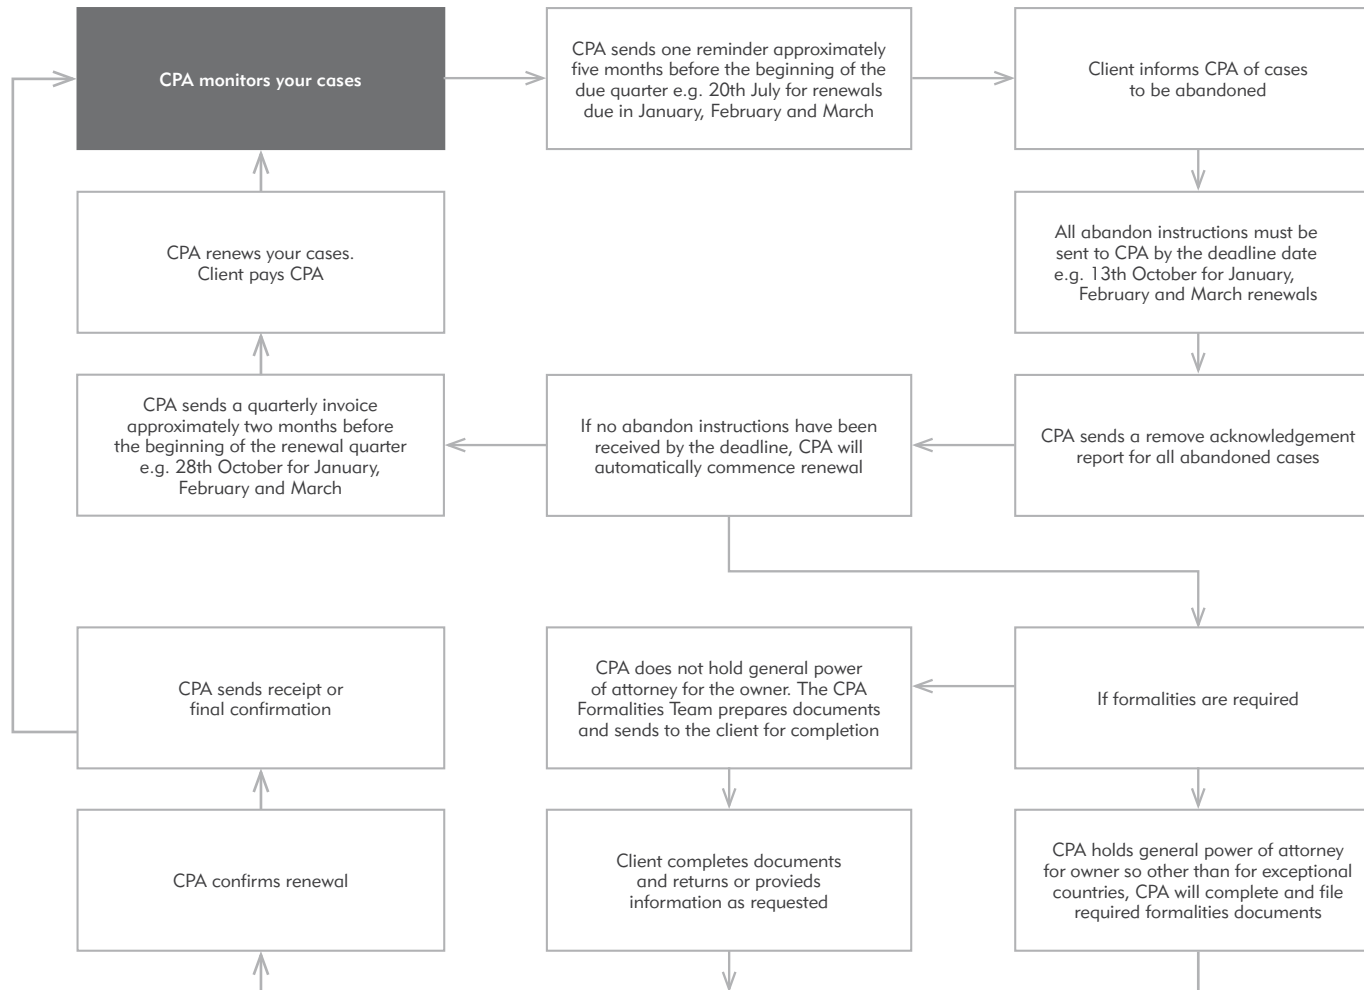 CPA monitors your cases
CPA sends one reminder approximately
five months before the beginning of the
due quarter e.g. 20th July for renewals
due in January, February and March
Client informs CPA of cases
to be abandoned
CPA renews your cases.
Client pays CPA
All abandon instructions must be
sent to CPA by the deadline date
e.g. 13th October for January,
February and March renewals
CPA sends a quarterly invoice
approximately two months before
the beginning of the renewal quarter
e.g. 28th October for January,
February and March
If no abandon instructions have been
received by the deadline, CPA will
automatically commence renewal
CPA sends a remove acknowledgement
report for all abandoned cases
CPA sends receipt or
final confirmation
CPA does not hold general power
of attorney for the owner. The CPA
Formalities Team prepares documents
and sends to the client for completion
If formalities are required
CPA confirms renewal
Client completes documents
and returns or provieds
information as requested
CPA holds general power of attorney
for owner so other than for exceptional
countries, CPA will complete and file
required formalities documents